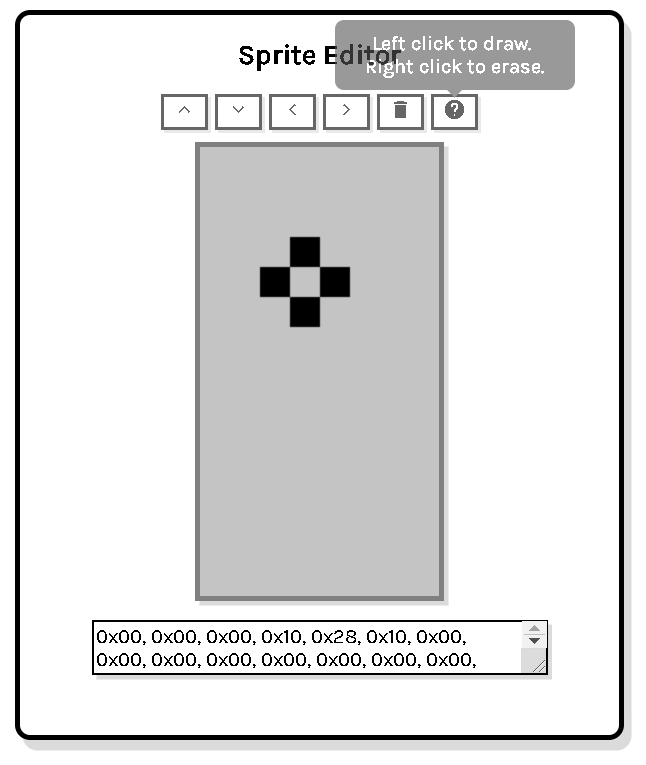 Left click to draw.
Right click to erase.
Sprite Editor
0x00, 0x00, 0x00, 0x10, 0x28, 0x10, 0x00,
0x00, 0x00, 0x00, 0x00, 0x00, 0x00, 0x00,